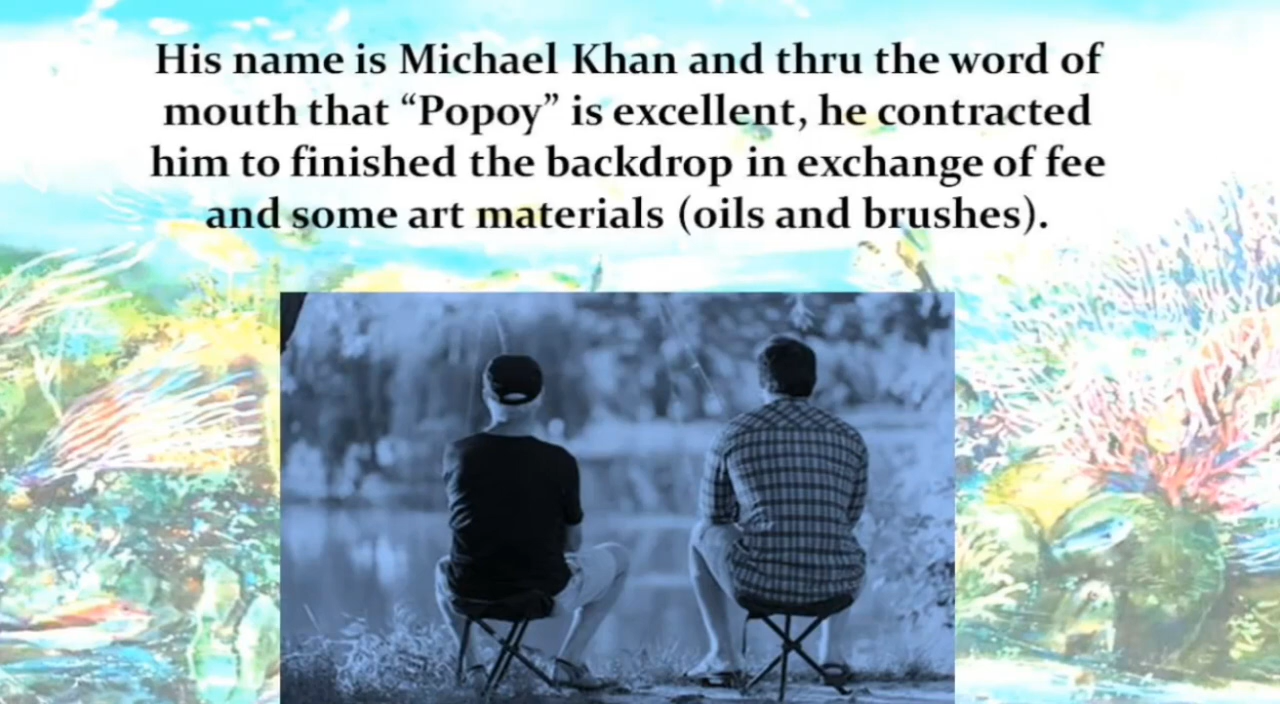 His name is Michael Khan and thru the word of
mouth that “Popoy” is excellent, he contracted
him to finished the backdrop in exchange of fee
and some art materials (oils and brushes).